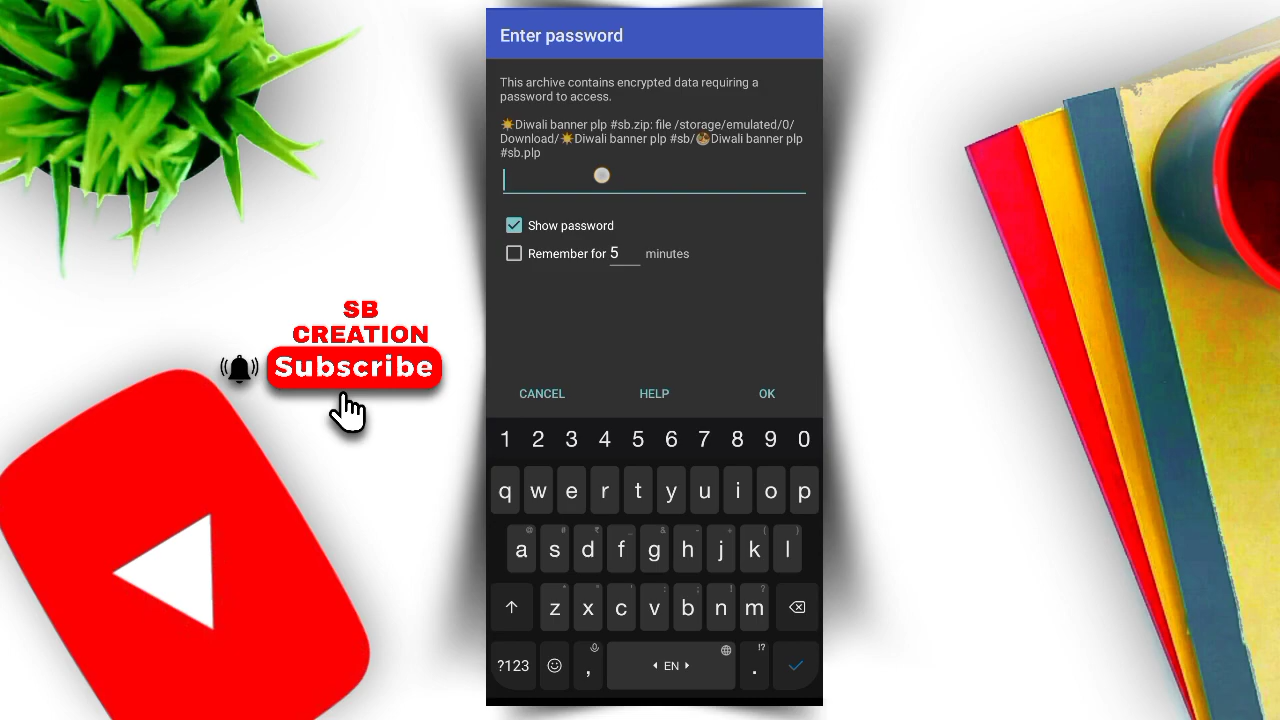 Enter password
This archive contains encrypted data requiring a
password to access.
Diwali banner plp #sb.zip: file /storage/emulated/0/
Download/💥Diwali banner plp #sb/Diwali banner plp
#sb.plp
Show password
Remember for 5 minutes
SB
CREATION
Subscribe
CANCEL HELP OK
1 2 3 4 5 6 7 8 9 0
q w e r t y u i o p
@ # ₹ _ & - + ( )
a s d f g h j k l
* " ' : ; ! ?
z x c v b n m
!?
?123 , EN .